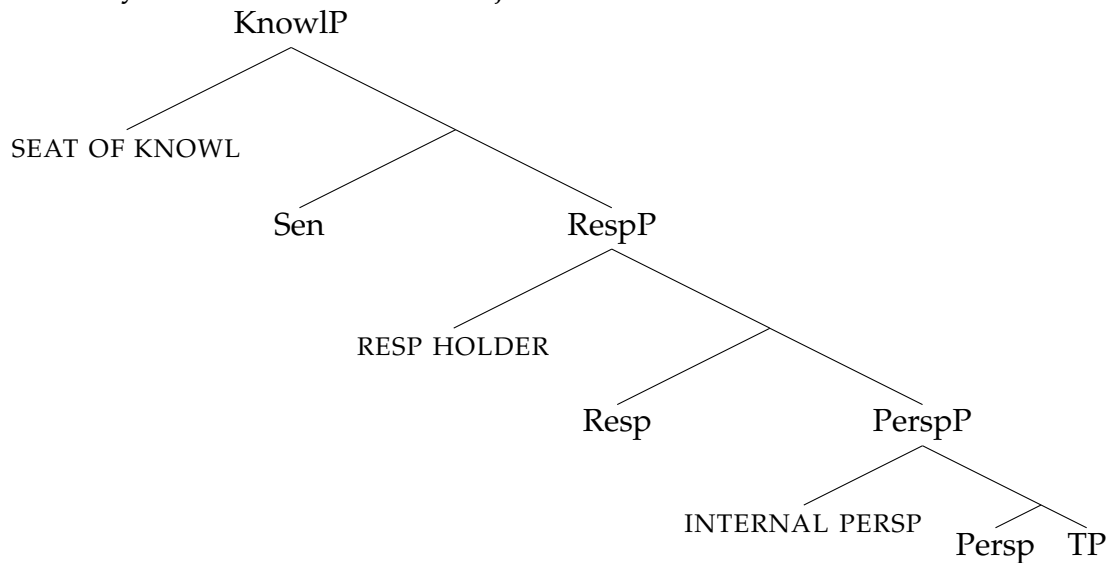 KnowlP
SEAT OF KNOWL
Sen RespP
RESP HOLDER
Resp PerspP
INTERNAL PERSP
Persp TP